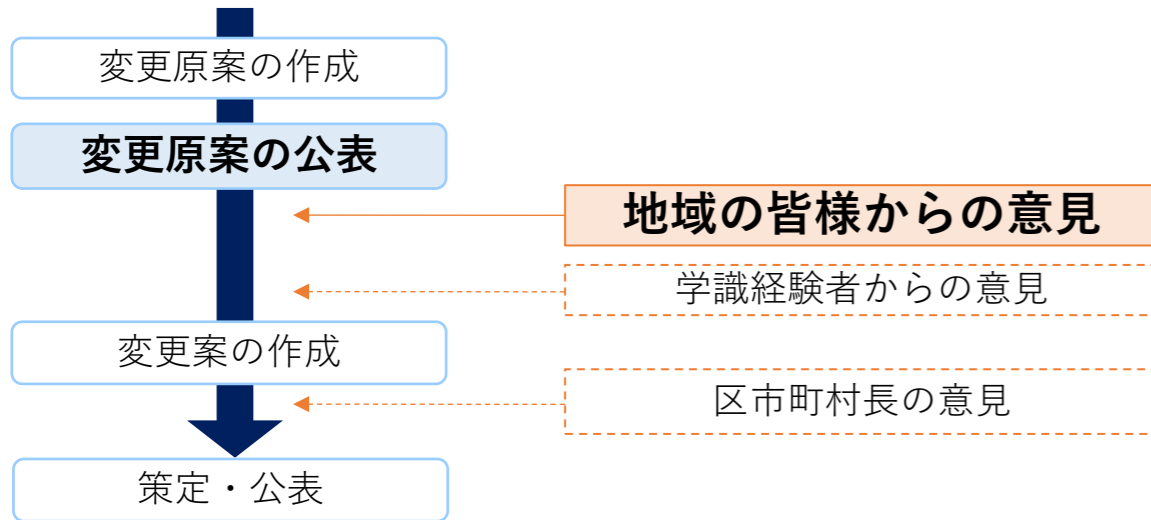 変更原案の作成
変更原案の公表
地域の皆様からの意見
学識経験者からの意見
変更案の作成
区市町村長の意見
策定・公表